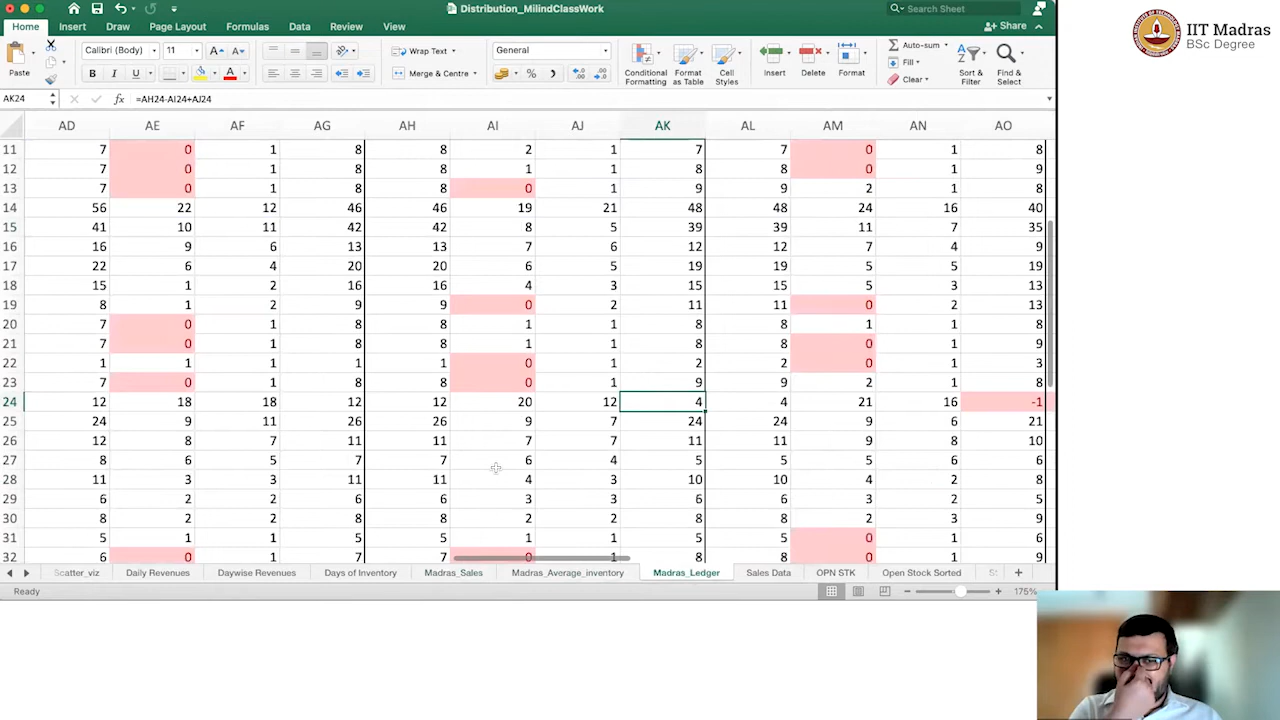 Distribution_MilindClassWork
Search Sheet
Home Insert Draw Page Layout Formulas Data Review View
Share
Paste
Calibri (Body) 11
Wrap Text
General
Merge & Centre
Conditional Formatting
Format as Table
Cell Styles
Insert
Delete
Format
Auto-sum
Fill
Clear
Sort & Filter
Find & Select
AK24 fx =AH24-AI24+AJ24
AD AE AF AG AH AI AJ AK AL AM AN AO
11 7 0 1 8 8 2 1 7 7 0 1 8
12 7 0 1 8 8 1 1 8 8 0 1 9
13 7 0 1 8 8 0 1 9 9 2 1 8
14 56 22 12 46 46 19 21 48 48 24 16 40
15 41 10 11 42 42 8 5 39 39 11 7 35
16 16 9 6 13 13 7 6 12 12 7 4 9
17 22 6 4 20 20 6 5 19 19 5 5 19
18 15 1 2 16 16 4 3 15 15 5 3 13
19 8 1 2 9 9 0 2 11 11 0 2 13
20 7 0 1 8 8 1 1 8 8 1 1 8
21 7 0 1 8 8 1 1 8 8 0 1 9
22 1 1 1 1 1 0 1 2 2 0 1 3
23 7 0 1 8 8 0 1 9 9 2 1 8
24 12 18 18 12 12 20 12 4 4 21 16 -1
25 24 9 11 26 26 9 7 24 24 9 6 21
26 12 8 7 11 11 7 7 11 11 9 8 10
27 8 6 5 7 7 6 4 5 5 5 6 6
28 11 3 3 11 11 4 3 10 10 4 2 8
29 6 2 2 6 6 3 3 6 6 3 2 5
30 8 2 2 8 8 2 2 8 8 2 3 9
31 5 1 1 5 5 1 1 5 5 0 1 6
32 6 0 1 7 7 0 1 8 8 0 1 9
Scatter_viz Daily Revenues Daywise Revenues Days of Inventory Madras_Sales Madras_Average_inventory Madras_Ledger Sales Data OPN STK Open Stock Sorted
Ready
175%
IIT Madras
BSc Degree